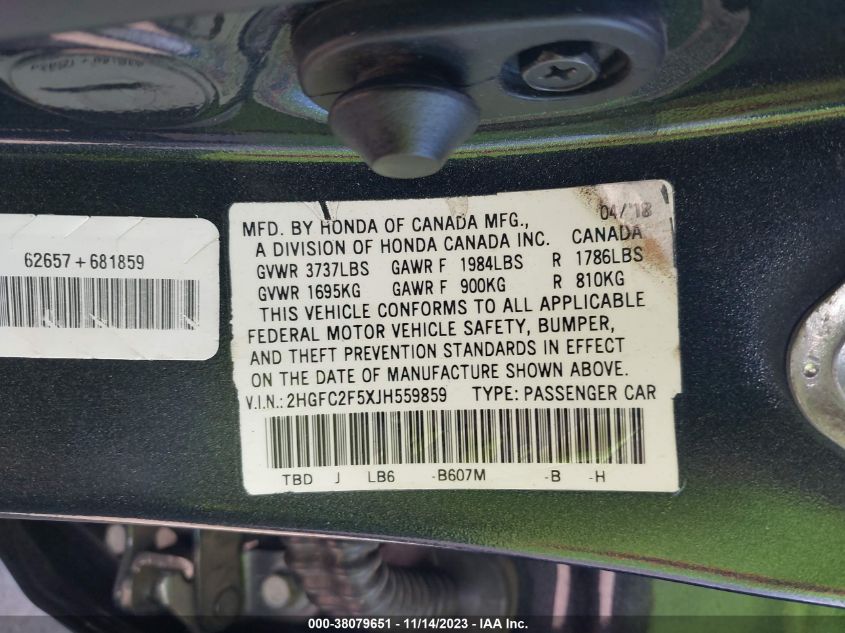 62657+681859
04/'18
MFD. BY HONDA OF CANADA MFG.,
A DIVISION OF HONDA CANADA INC. CANADA
GVWR 3737LBS GAWR F 1984LBS R 1786LBS
GVWR 1695KG GAWR F 900KG R 810KG
THIS VEHICLE CONFORMS TO ALL APPLICABLE
FEDERAL MOTOR VEHICLE SAFETY, BUMPER,
AND THEFT PREVENTION STANDARDS IN EFFECT
ON THE DATE OF MANUFACTURE SHOWN ABOVE.
V.I.N.: 2HGFC2F5XJH559859 TYPE: PASSENGER CAR
TBD J LB6 -B607M -B -H
000-38079651 - 11/14/2023 - IAA Inc.